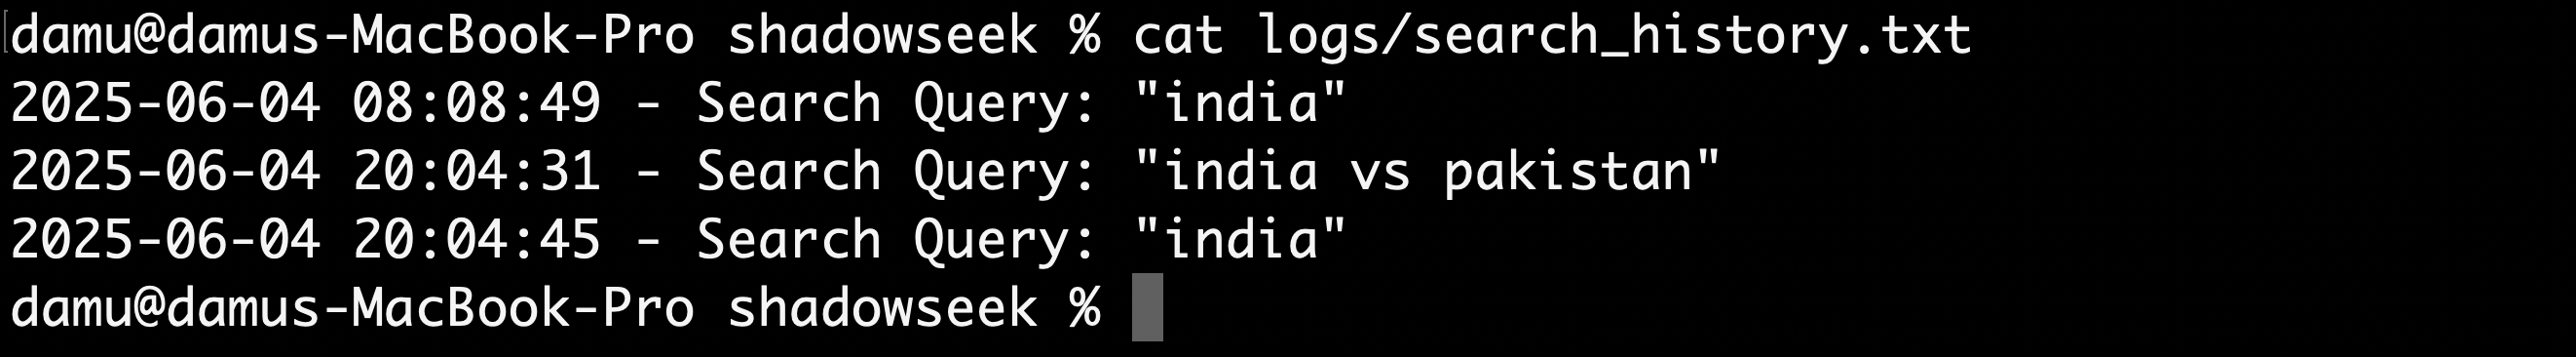 damu@damus-MacBook-Pro shadowseek % cat logs/search_history.txt
2025-06-04 08:08:49 - Search Query: "india"
2025-06-04 20:04:31 - Search Query: "india vs pakistan"
2025-06-04 20:04:45 - Search Query: "india"
damu@damus-MacBook-Pro shadowseek %